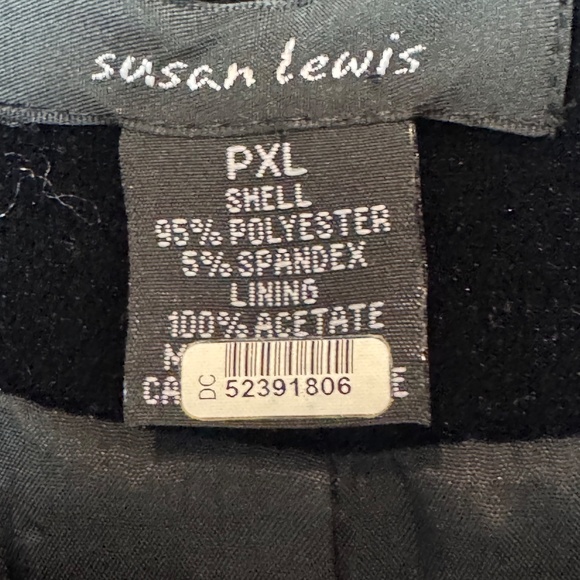 susan lewis
PXL
SHELL
95% POLYESTER
5% SPANDEX
LINING
100% ACETATE
DC
52391806